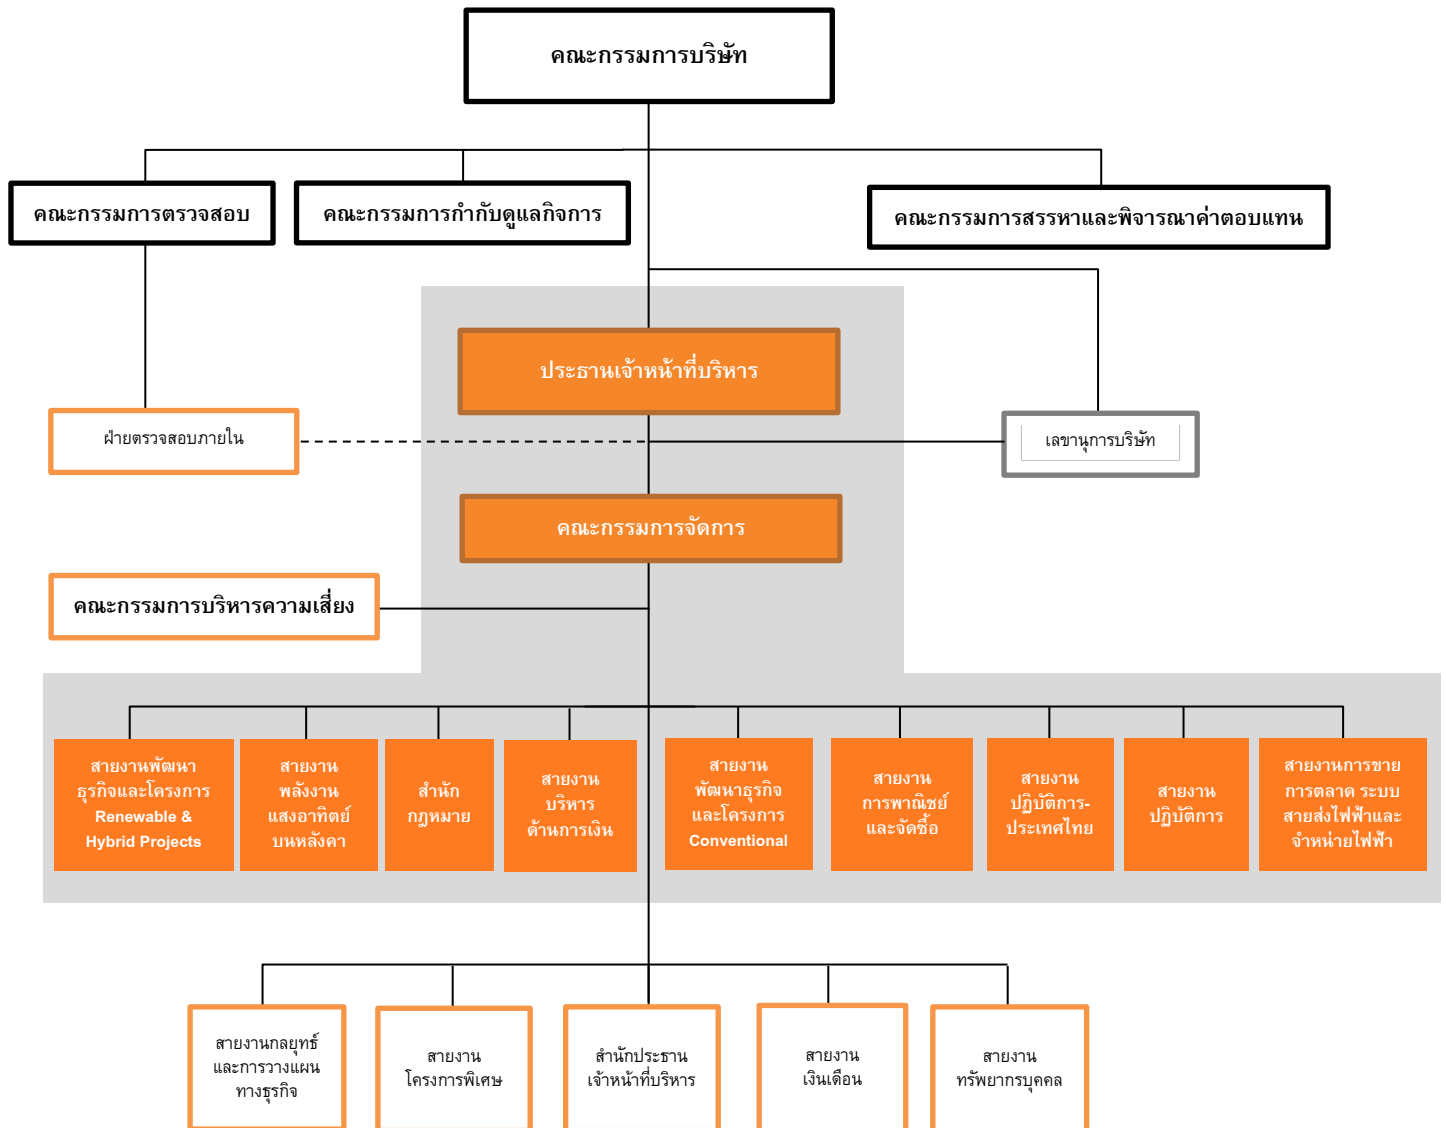 คณะกรรมการบริษัท
คณะกรรมการตรวจสอบ
คณะกรรมการกำกับดูแลกิจการ
คณะกรรมการสรรหาและพิจารณาค่าตอบแทน
ประธานเจ้าหน้าที่บริหาร
ฝ่ายตรวจสอบภายใน
เลขานุการบริษัท
คณะกรรมการจัดการ
คณะกรรมการบริหารความเสี่ยง
สายงานพัฒนา
ธุรกิจและโครงการ
Renewable &
Hybrid Projects
สายงาน
พลังงาน
แสงอาทิตย์
บนหลังคา
สำนัก
กฎหมาย
สายงาน
บริหาร
ด้านการเงิน
สายงาน
พัฒนาธุรกิจ
และโครงการ
Conventional
สายงาน
การพาณิชย์
และจัดซื้อ
สายงาน
ปฏิบัติการ-
ประเทศไทย
สายงาน
ปฏิบัติการ
สายงานการขาย
การตลาด ระบบ
สายส่งไฟฟ้าและ
จำหน่ายไฟฟ้า
สายงานกลยุทธ์
และการวางแผน
ทางธุรกิจ
สายงาน
โครงการพิเศษ
สำนักประธาน
เจ้าหน้าที่บริหาร
สายงาน
เงินเดือน
สายงาน
ทรัพยากรบุคคล